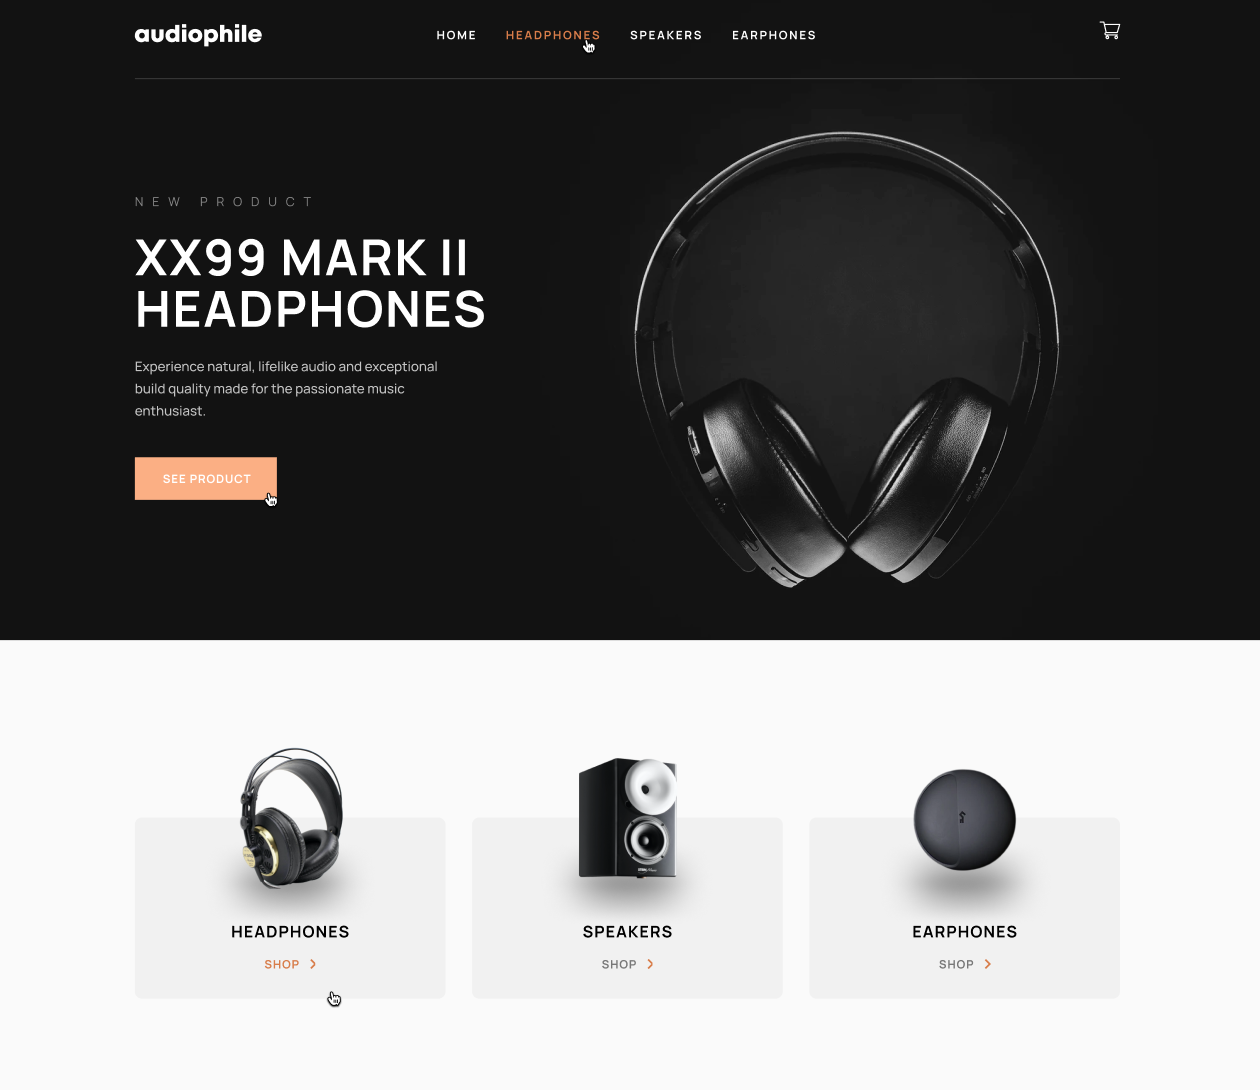 audiophile
HOME HEADPHONES SPEAKERS EARPHONES
NEW PRODUCT
XX99 MARK II
HEADPHONES
Experience natural, lifelike audio and exceptional
build quality made for the passionate music
enthusiast.
SEE PRODUCT
HEADPHONES
SHOP
SPEAKERS
SHOP
EARPHONES
SHOP